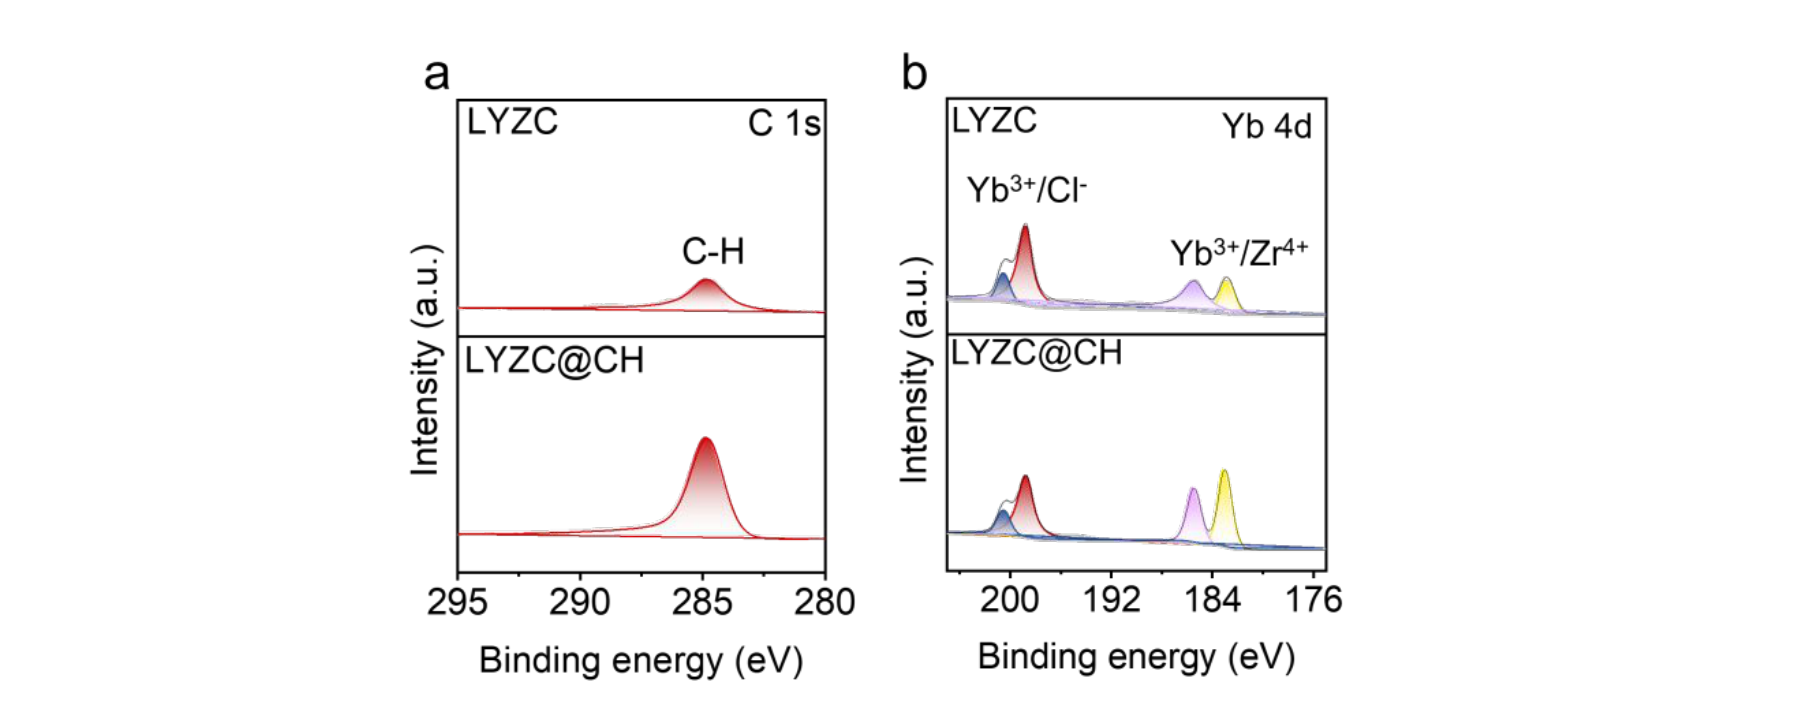 a
LYZC
C 1s
C-H
LYZC@CH
Intensity (a.u.)
295 290 285 280
Binding energy (eV)
b
LYZC
Yb 4d
Yb³⁺/Cl⁻
Yb³⁺/Zr⁴⁺
LYZC@CH
Intensity (a.u.)
200 192 184 176
Binding energy (eV)